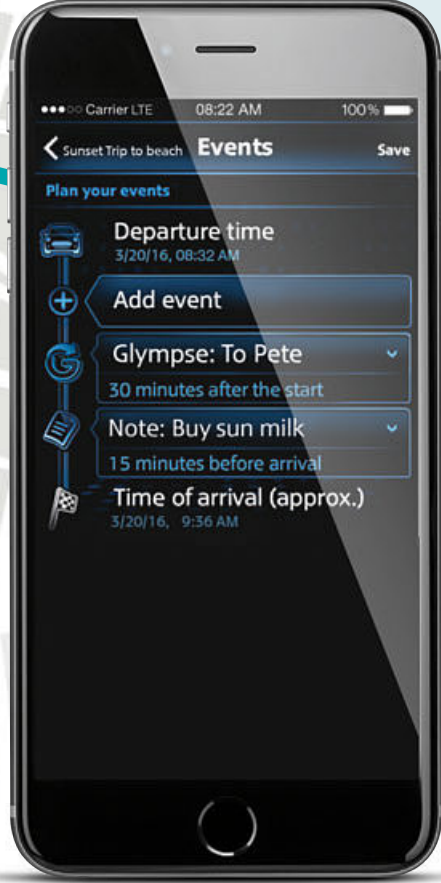 Carrier LTE 08:22 AM 100%
Sunset Trip to beach Events Save
Plan your events
Departure time
3/20/16, 08:32 AM
Add event
Glympse: To Pete
30 minutes after the start
Note: Buy sun milk
15 minutes before arrival
Time of arrival (approx.)
3/20/16, 9:36 AM